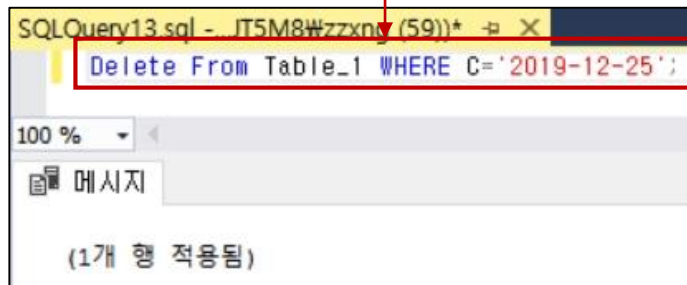 SQLQuery13.sql -...JT5M8₩zzxng (59))*
Delete From Table_1 WHERE C='2019-12-25';
100 %
메시지
(1개 행 적용됨)